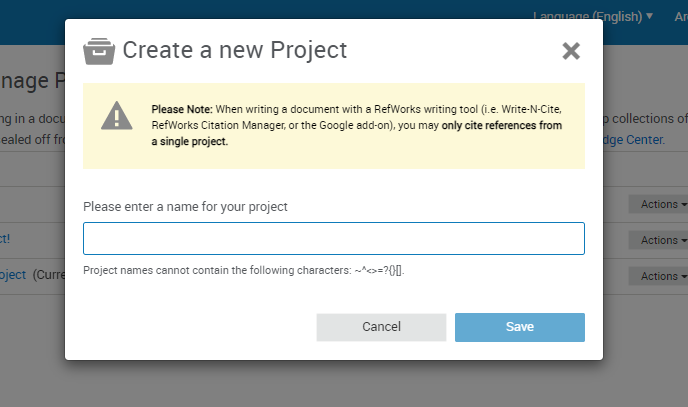 Language (English) ▾
Create a new Project
nage P
Please Note: When writing a document with a RefWorks writing tool (i.e. Write-N-Cite,
RefWorks Citation Manager, or the Google add-on), you may only cite references from
a single project.
ng in a docu
collections of
ealed off fro
dge Center.
Please enter a name for your project
Actions ▾
ct!
Actions ▾
Project names cannot contain the following characters: ~^<>=?{}[].
oject (Curre
Actions ▾
Cancel
Save